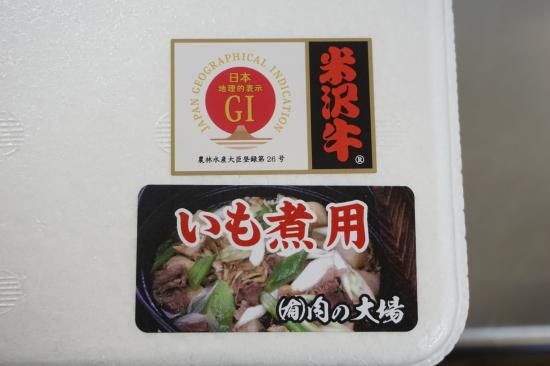 JAPAN GEOGRAPHICAL INDICATION
日本
地理的表示
GI
農林水産大臣登録第26号
米沢牛
®
いも煮用
㈲肉の大場